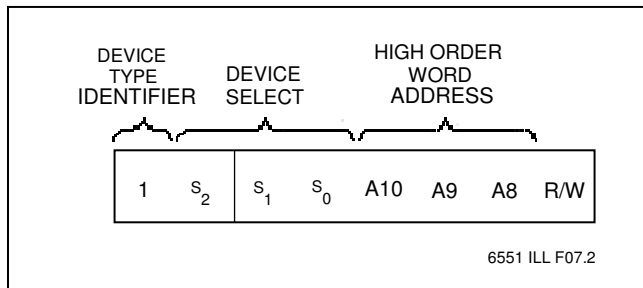 DEVICE
TYPE
IDENTIFIER
DEVICE
SELECT
HIGH ORDER
WORD
ADDRESS
1 S2 S1 S0 A10 A9 A8 R/W
6551 ILL F07.2